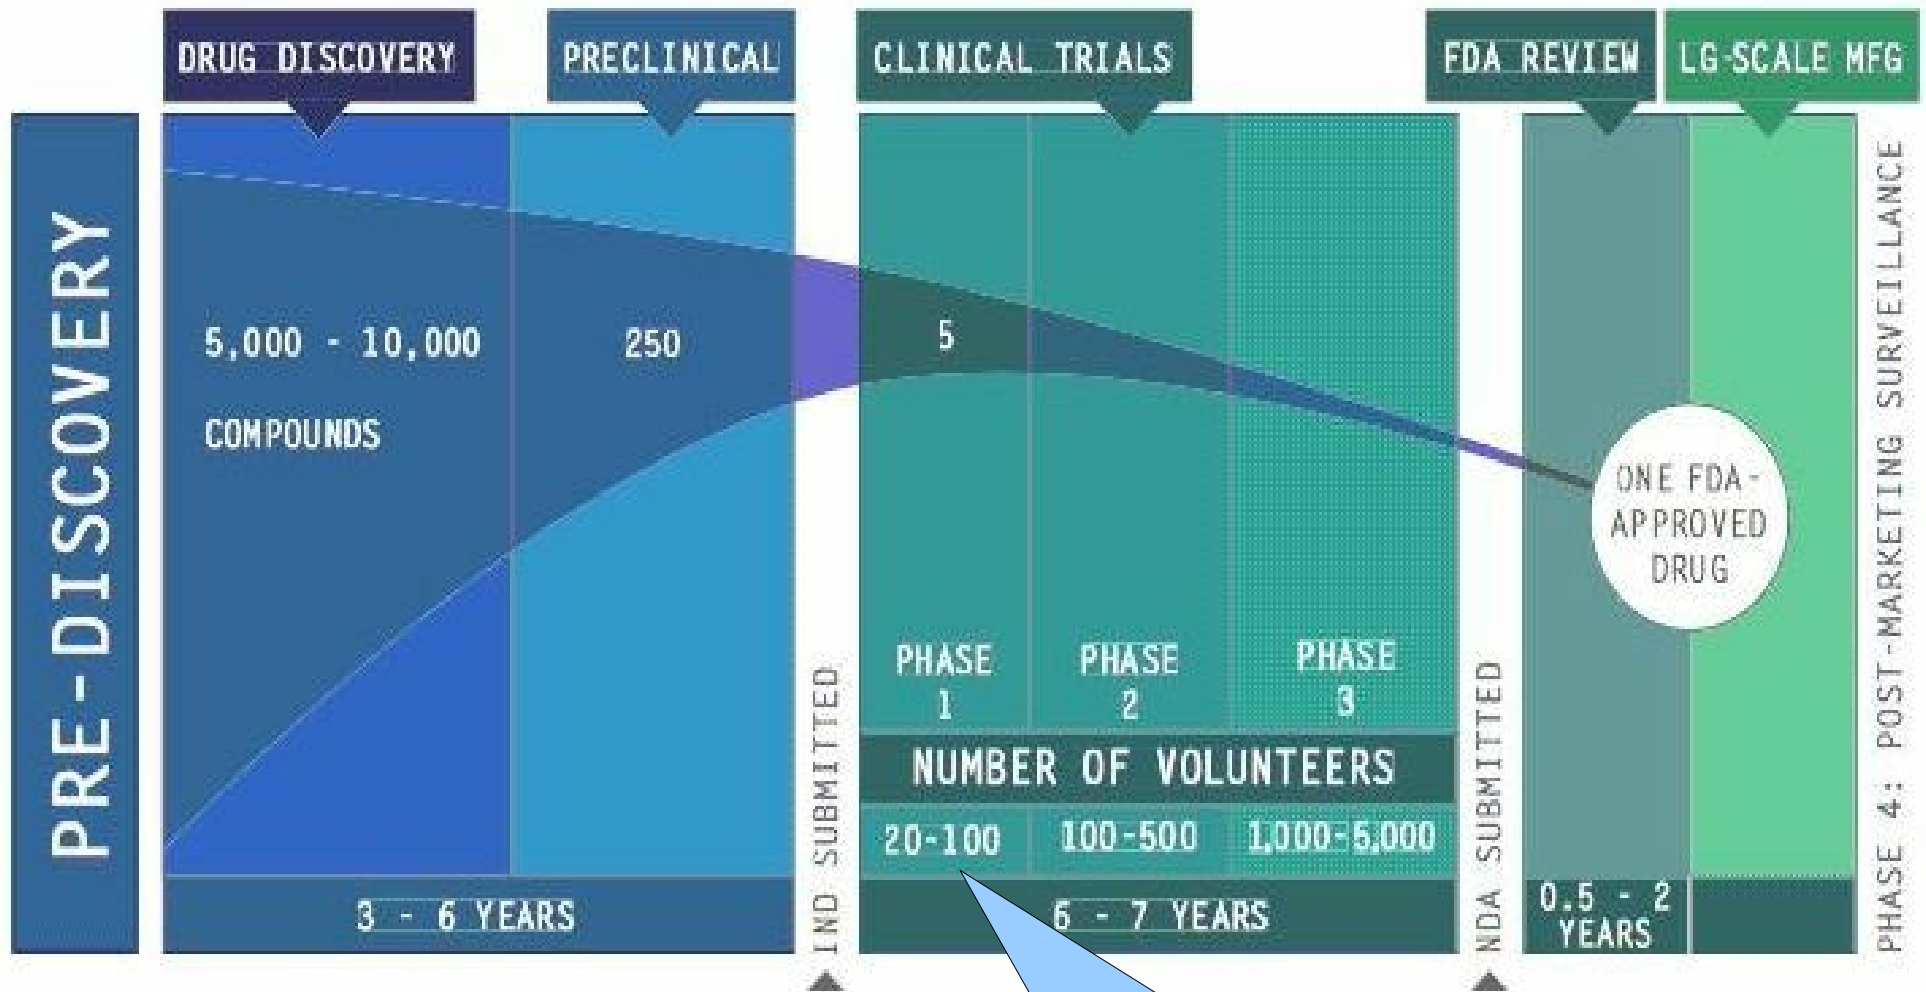 DRUG DISCOVERY
PRECLINICAL
CLINICAL TRIALS
FDA REVIEW
LG-SCALE MFG
PRE-DISCOVERY
5,000 - 10,000
COMPOUNDS
250
5
ONE FDA-
APPROVED
DRUG
PHASE
1
PHASE
2
PHASE
3
NUMBER OF VOLUNTEERS
20-100
100-500
1,000-5,000
3 - 6 YEARS
IND SUBMITTED
6 - 7 YEARS
NDA SUBMITTED
0.5 - 2
YEARS
PHASE 4: POST-MARKETING SURVEILLANCE